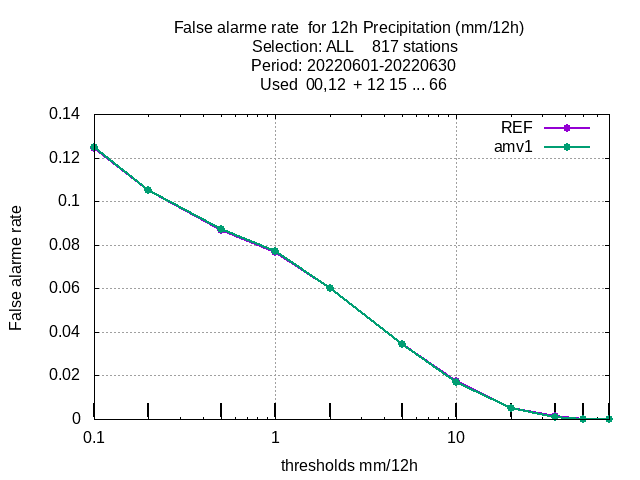 False alarme rate  for 12h Precipitation (mm/12h)
Selection: ALL    817 stations
Period: 20220601-20220630
Used  00,12  + 12 15 ... 66
REF
amv1
0.14
0.12
0.1
0.08
0.06
0.04
0.02
0
False alarme rate
0.1 1 10
thresholds mm/12h